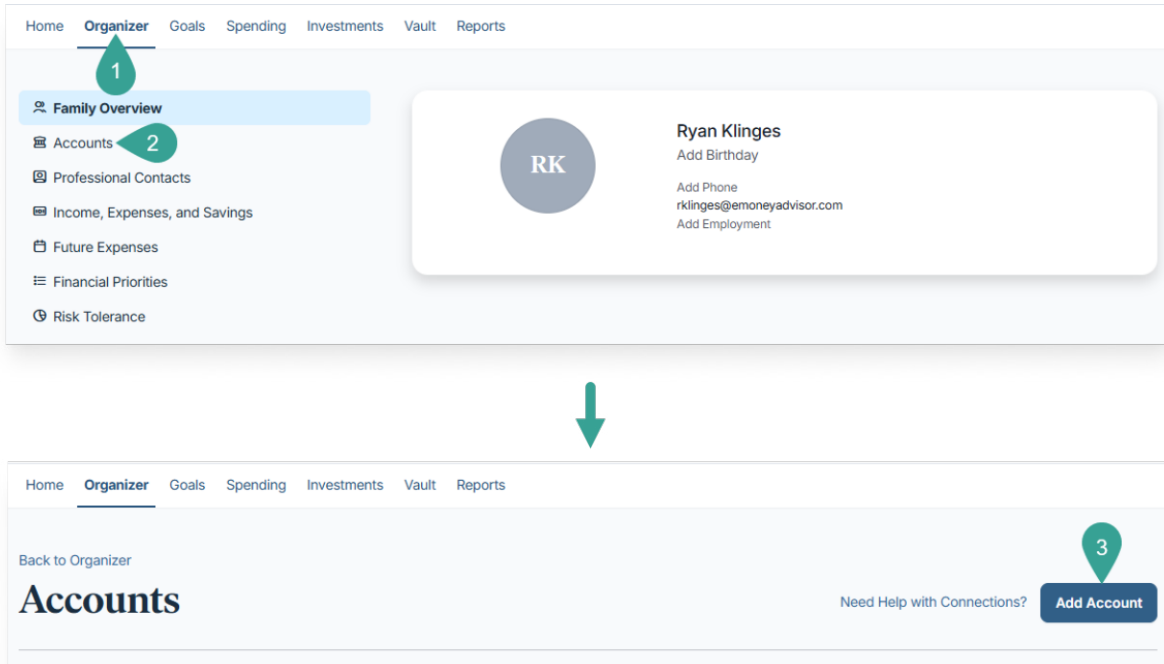 Home Organizer Goals Spending Investments Vault Reports
1
Family Overview
Accounts 2
Professional Contacts
Income, Expenses, and Savings
Future Expenses
Financial Priorities
Risk Tolerance
RK
Ryan Klinges
Add Birthday
Add Phone
rklinges@emoneyadvisor.com
Add Employment
Home Organizer Goals Spending Investments Vault Reports
Back to Organizer
Accounts
3
Need Help with Connections? Add Account